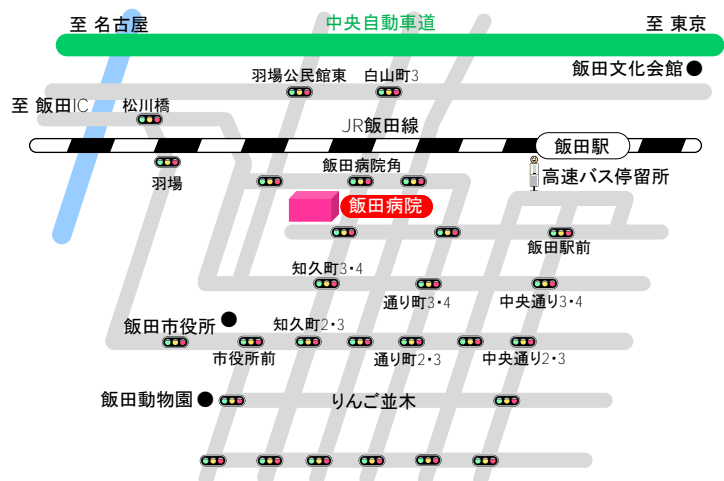 至 名古屋
中央自動車道
至 東京
羽場公民館東
白山町3
飯田文化会館
至 飯田IC
松川橋
JR飯田線
飯田駅
羽場
飯田病院角
高速バス停留所
飯田病院
飯田駅前
知久町3・4
通り町3・4
中央通り3・4
飯田市役所
知久町2・3
市役所前
通り町2・3
中央通り2・3
飯田動物園
りんご並木